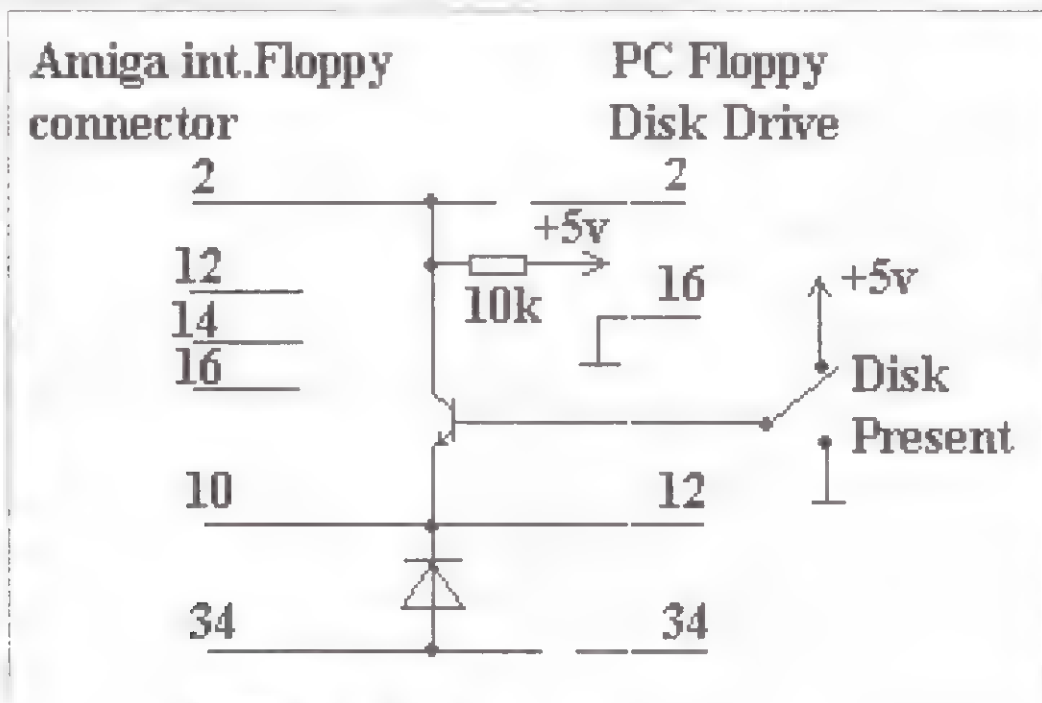 Amiga int.Floppy
connector
PC Floppy
Disk Drive
2
2
+5v
12
16
+5v
10k
14
16
Disk
Present
10
12
34
34